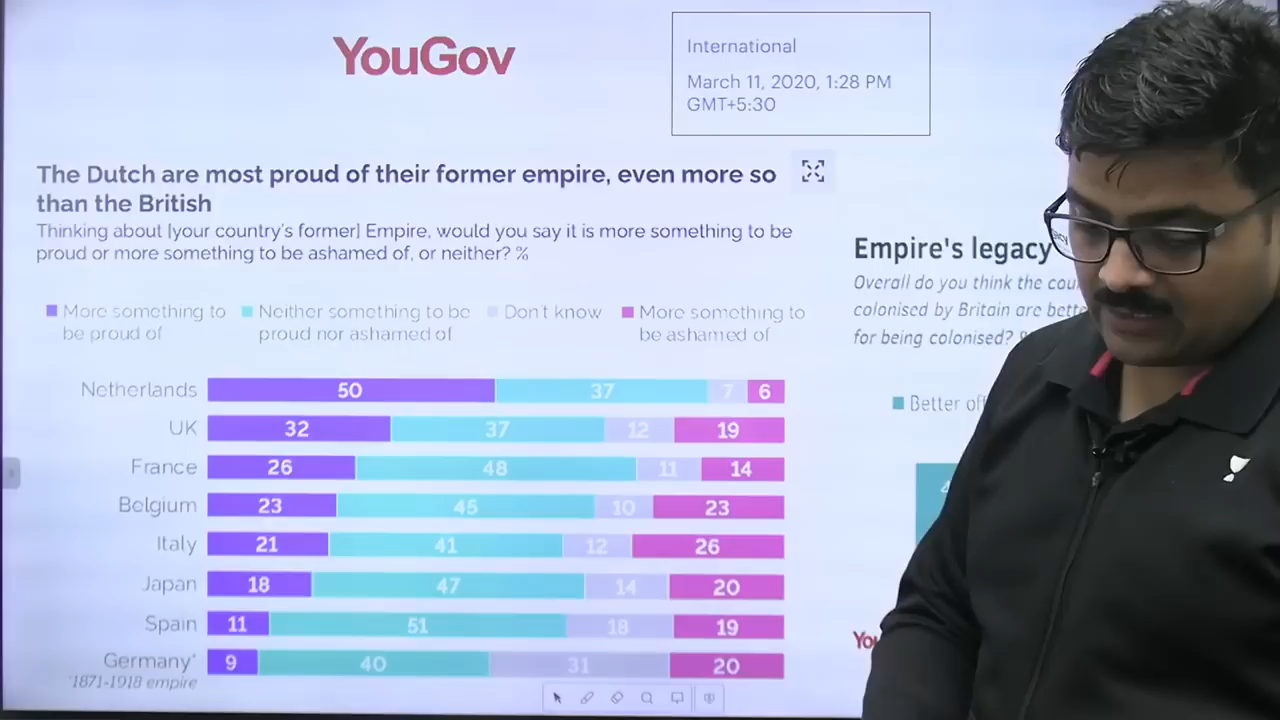 YouGov
International
March 11, 2020, 1:28 PM
GMT+5:30
The Dutch are most proud of their former empire, even more so
than the British
Thinking about [your country's former] Empire, would you say it is more something to be
proud or more something to be ashamed of, or neither? %
More something to
be proud of
Neither something to be
proud nor ashamed of
Don't know
More something to
be ashamed of
Netherlands 50 37 7 6
UK 32 37 12 19
France 26 48 11 14
Belgium 23 45 10 23
Italy 21 41 12 26
Japan 18 47 14 20
Spain 11 51 18 19
Germany* 9 40 31 20
*1871-1918 empire
Empire's legacy
Overall do you think the
colonised by Britain are
for being colonised?
Better